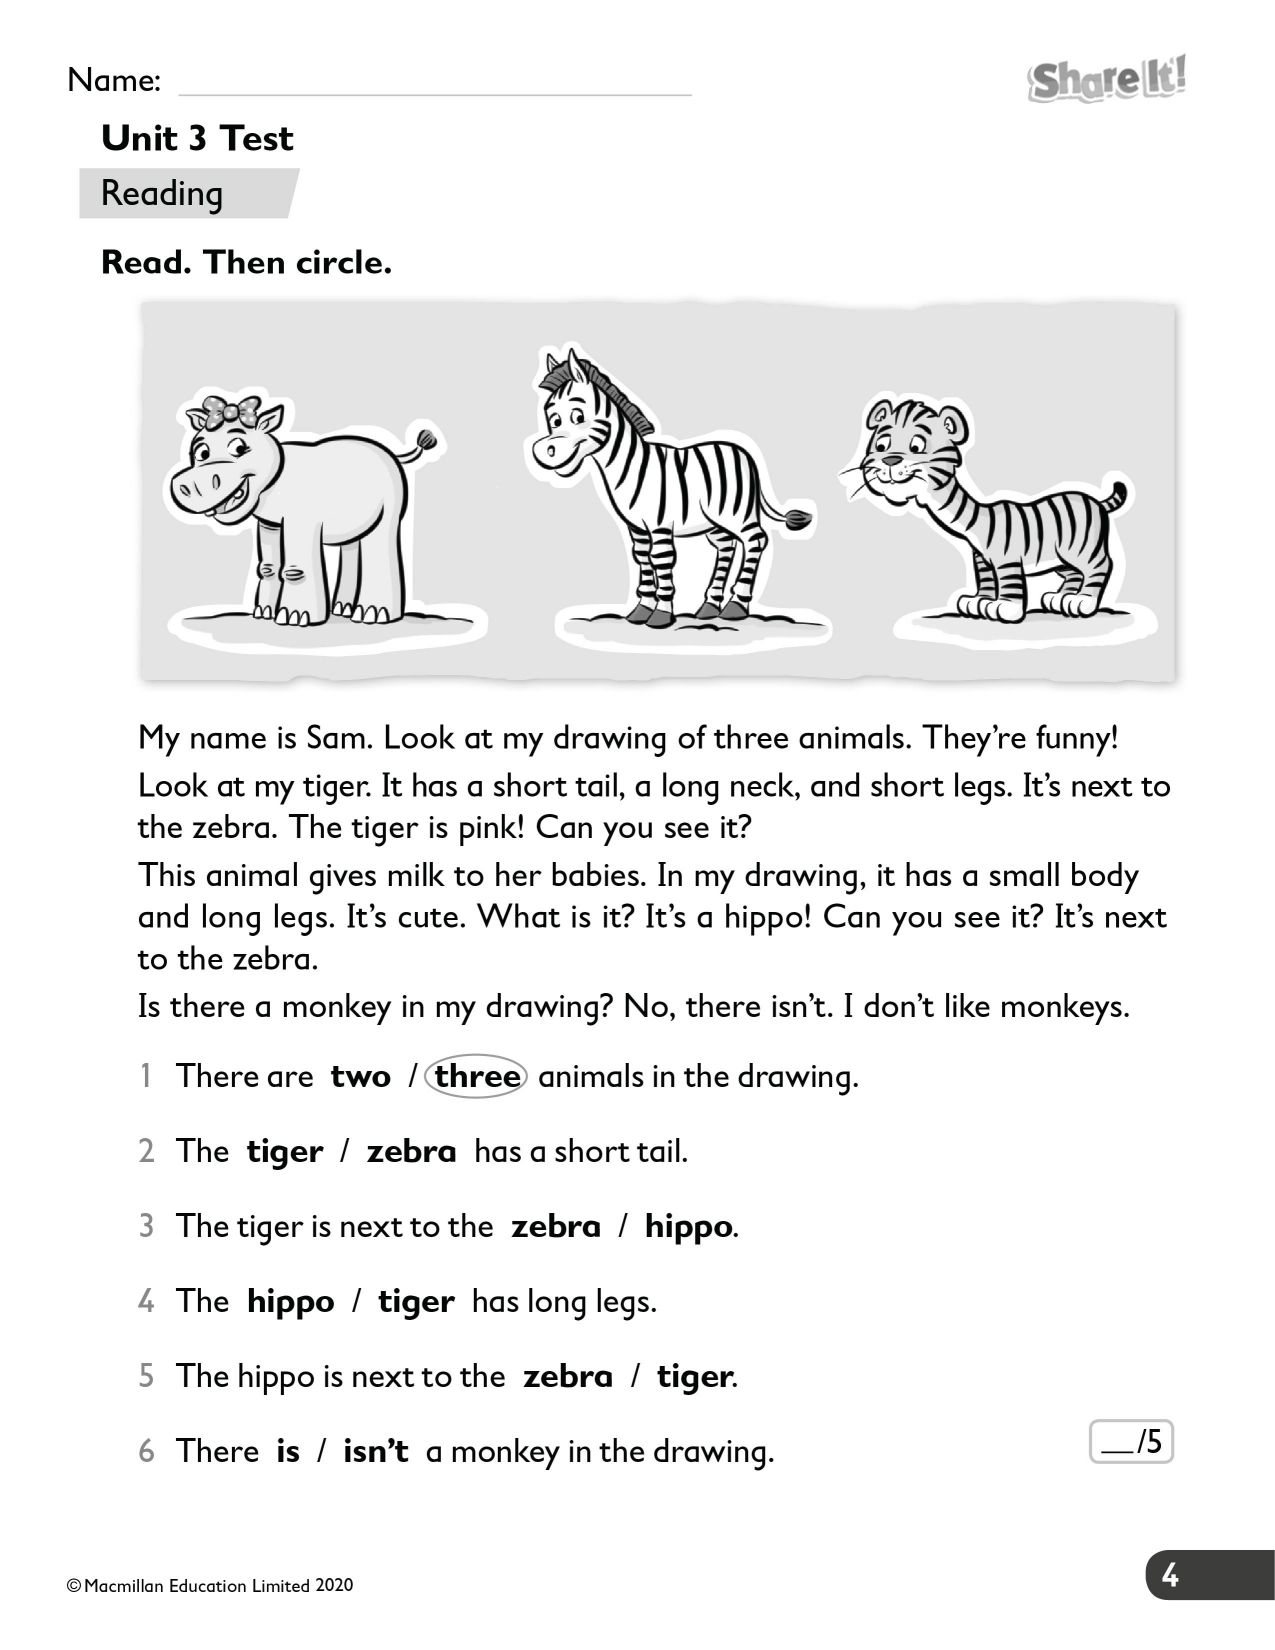 Name:
Share It!
Unit 3 Test
Reading
Read. Then circle.
My name is Sam. Look at my drawing of three animals. They’re funny!
Look at my tiger. It has a short tail, a long neck, and short legs. It’s next to
the zebra. The tiger is pink! Can you see it?
This animal gives milk to her babies. In my drawing, it has a small body
and long legs. It’s cute. What is it? It’s a hippo! Can you see it? It’s next
to the zebra.
Is there a monkey in my drawing? No, there isn’t. I don’t like monkeys.
1 There are two / three animals in the drawing.
2 The tiger / zebra has a short tail.
3 The tiger is next to the zebra / hippo.
4 The hippo / tiger has long legs.
5 The hippo is next to the zebra / tiger.
6 There is / isn’t a monkey in the drawing.
__/5
© Macmillan Education Limited 2020
4